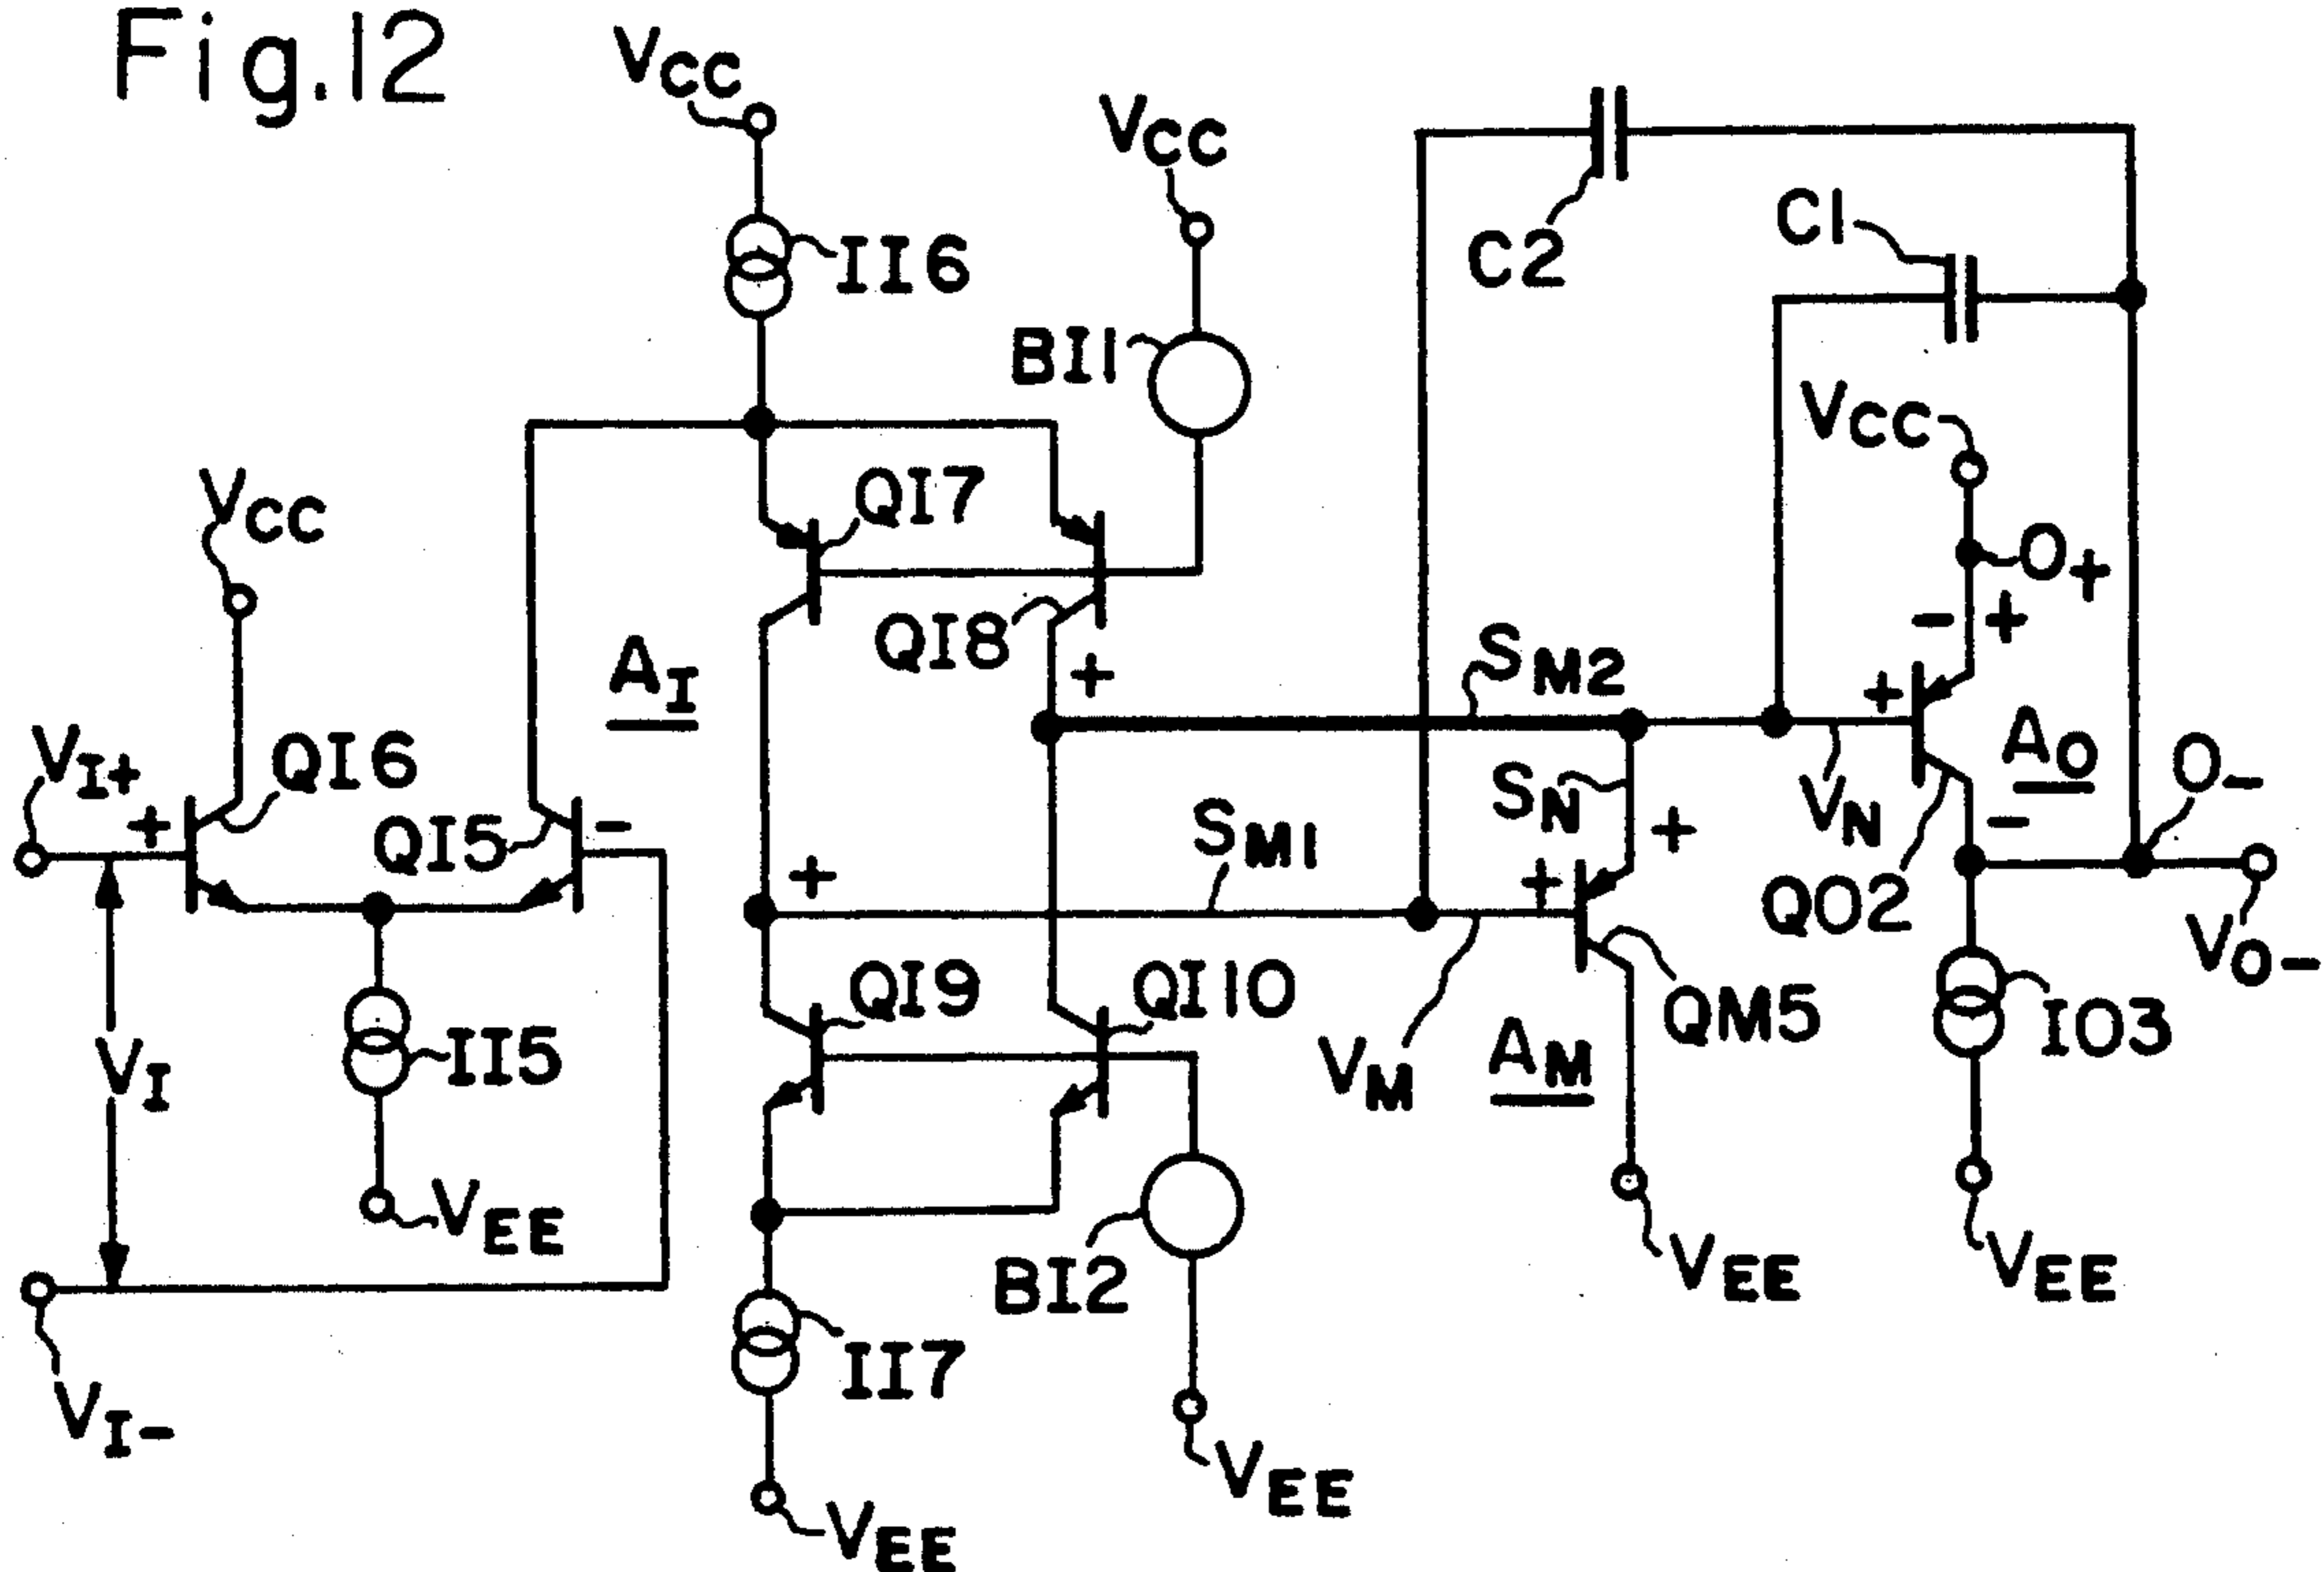 Fig.12
VCC
VCC
C2
C1
II6
BI1
VCC
QI7
VCC
O+
- +
QI8
AI
+
SM2
+
AO
VI+
QI6
+
QI5
-
SN
+
VN
-
O-
SM1
+
+
QO2
VO-
QI9
QI10
QM5
IO3
VI
II5
VM
AM
VEE
VEE
VEE
BI2
II7
VI-
VEE
VEE